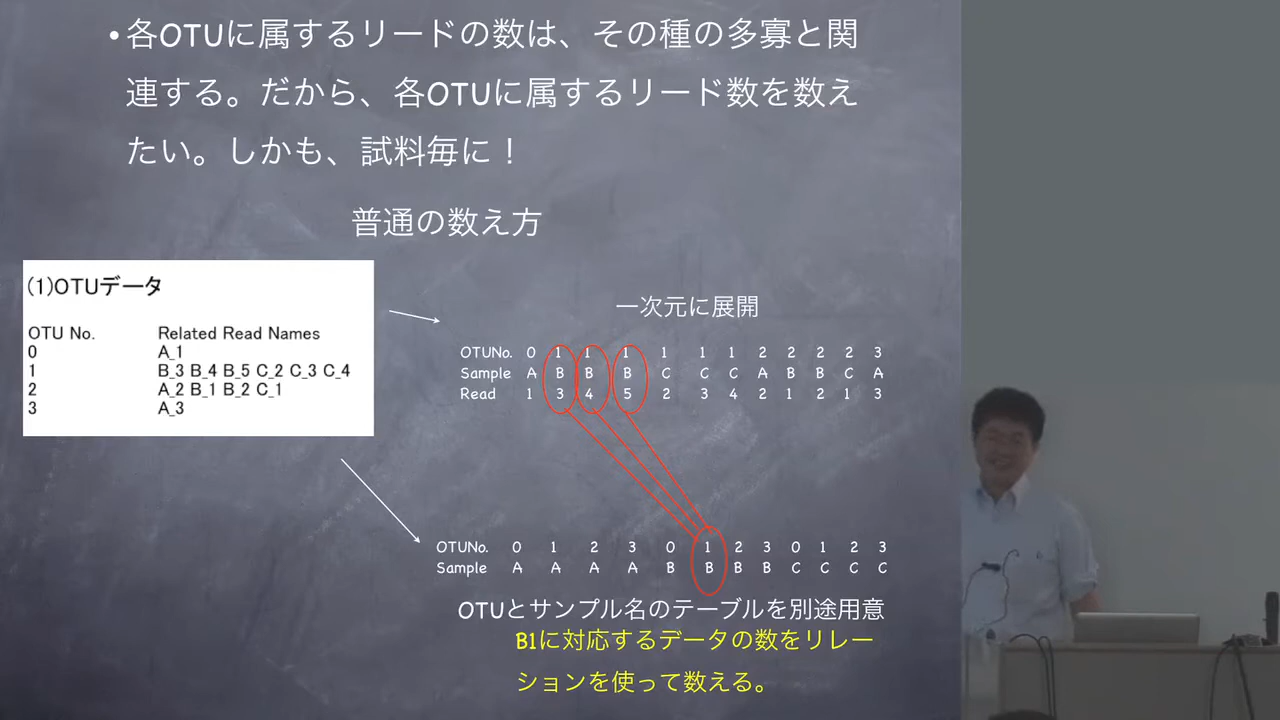 •各OTUに属するリードの数は、その種の多寡と関
連する。だから、各OTUに属するリード数を数え
たい。しかも、試料毎に！
普通の数え方
(1)OTUデータ
OTU No. Related Read Names
0 A_1
1 B_3 B_4 B_5 C_2 C_3 C_4
2 A_2 B_1 B_2 C_1
3 A_3
一次元に展開
OTUNo. 0 1 1 1 1 1 1 2 2 2 2 3
Sample A B B B C C C A B B C A
Read 1 3 4 5 2 3 4 2 1 2 1 3
OTUNo. 0 1 2 3 0 1 2 3 0 1 2 3
Sample A A A A B B B B C C C C
OTUとサンプル名のテーブルを別途用意
B1に対応するデータの数をリレー
ションを使って数える。